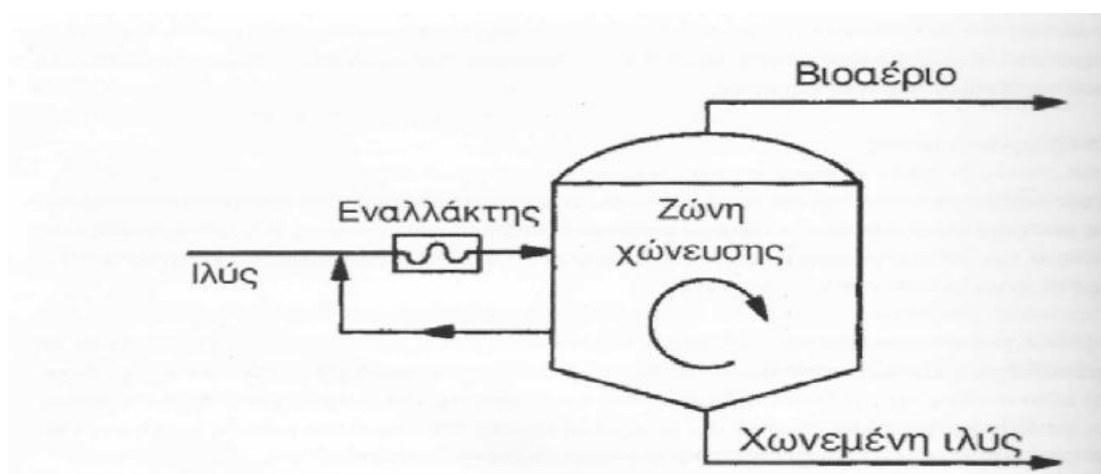 Βιοαέριο
Εναλλάκτης
Ζώνη
χώνευσης
Ιλύς
Χωνεμένη ιλύς